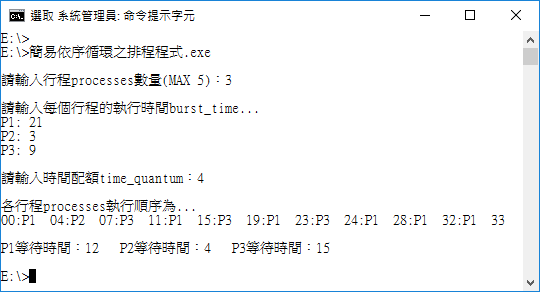 選取 系統管理員: 命令提示字元
E:\>
E:\>簡易依序循環之排程程式.exe
請輸入行程processes數量(MAX 5)：3
請輸入每個行程的執行時間burst_time...
P1: 21
P2: 3
P3: 9
請輸入時間配額time_quantum：4
各行程processes執行順序為...
00:P1  04:P2  07:P3  11:P1  15:P3  19:P1  23:P3  24:P1  28:P1  32:P1  33
P1等待時間：12   P2等待時間：4   P3等待時間：15
E:\>